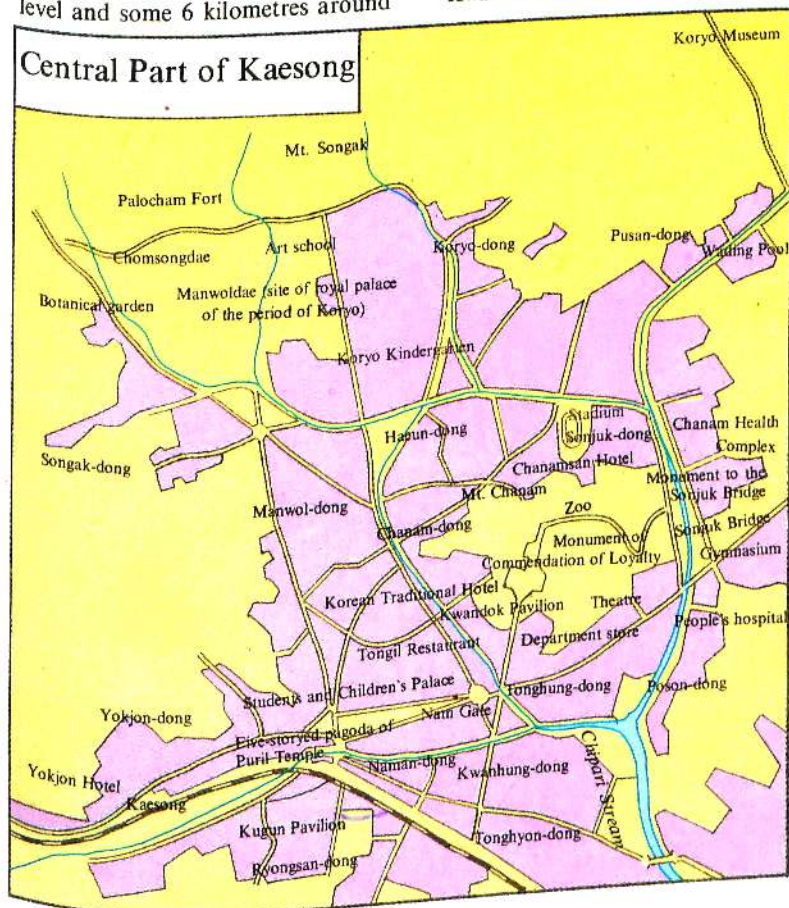 level and some 6 kilometres around
Central Part of Kaesong
Koryo Museum
Mt. Songak
Palocham Fort
Chomsongdae
Art school
Koryo-dong
Pusan-dong
Wading Pool
Botanical garden
Manwoldae (site of royal palace
of the period of Koryo)
Koryo Kindergarten
Stadium
Haeun-dong
Sonjuk-dong
Chanam Health
Complex
Songak-dong
Chanamsan Hotel
Mt. Chanam
Monument to the
Sonjuk Bridge
Manwol-dong
Zoo
Sonjuk Bridge
Chanam-dong
Monument of
Commendation of Loyalty
Gymnasium
Korean Traditional Hotel
Kwandok Pavilion
Theatre
People's hospital
Tongil Restaurant
Department store
Students and Children's Palace
Tonghung-dong
Poson-dong
Yokjon-dong
Nam Gate
Five-storyed pagoda of
Puril Temple
Naman-dong
Kwanhung-dong
Yokjon Hotel
Kaesong
Stream
Kugun Pavilion
Tonghyon-dong
Ryongsan-dong